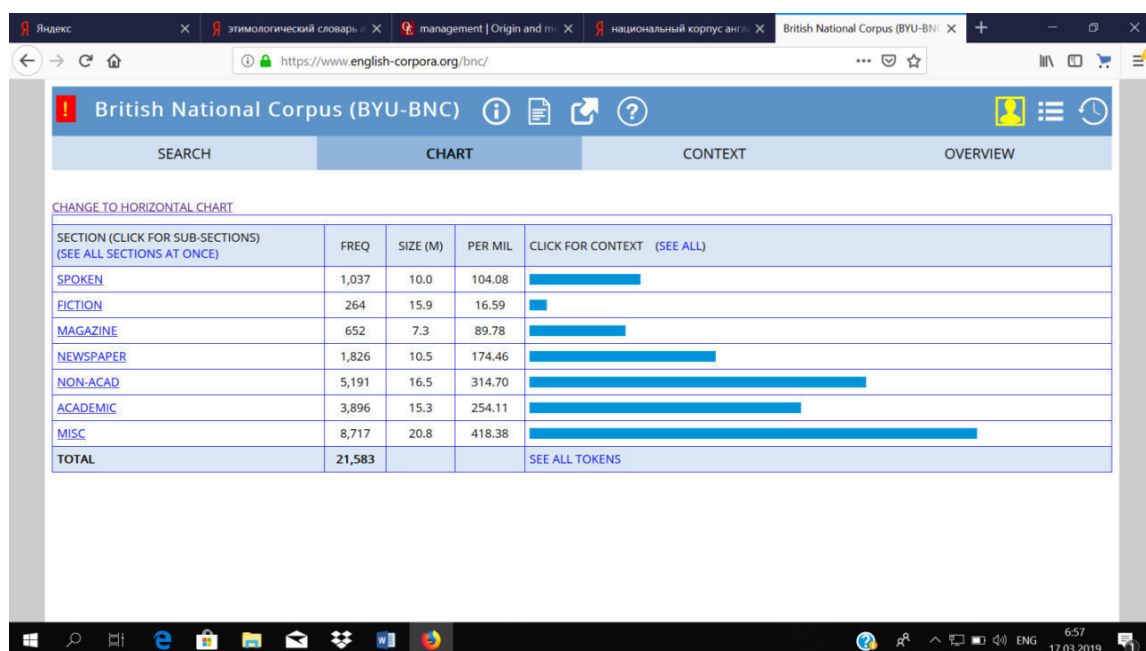 Яндекс
этимологический словарь а
management | Origin and me
национальный корпус англ
British National Corpus (BYU-BNC
https://www.english-corpora.org/bnc/
British National Corpus (BYU-BNC)
SEARCH CHART CONTEXT OVERVIEW
CHANGE TO HORIZONTAL CHART
SECTION (CLICK FOR SUB-SECTIONS)
(SEE ALL SECTIONS AT ONCE)
FREQ SIZE (M) PER MIL CLICK FOR CONTEXT (SEE ALL)
SPOKEN 1,037 10.0 104.08
FICTION 264 15.9 16.59
MAGAZINE 652 7.3 89.78
NEWSPAPER 1,826 10.5 174.46
NON-ACAD 5,191 16.5 314.70
ACADEMIC 3,896 15.3 254.11
MISC 8,717 20.8 418.38
TOTAL 21,583 SEE ALL TOKENS
ENG
6:57
17.03.2019